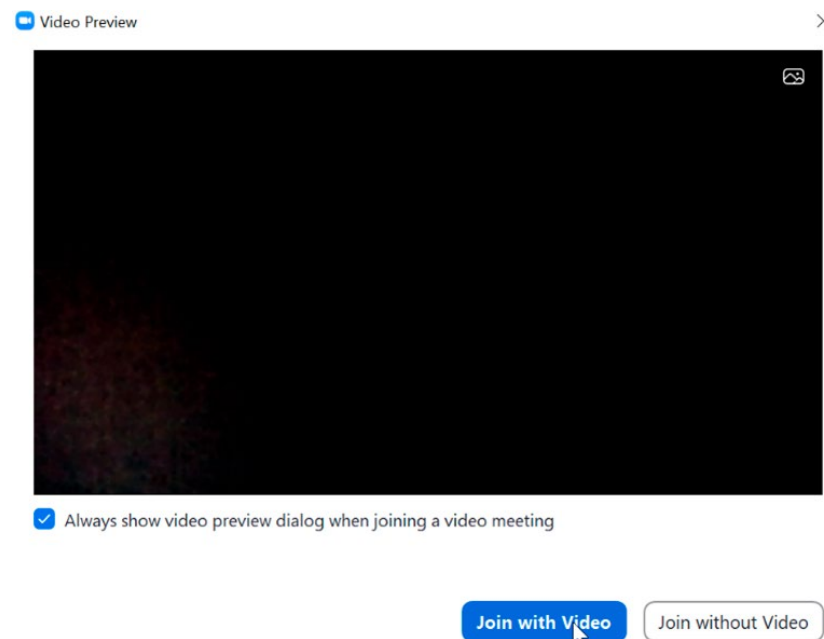 Video Preview
Always show video preview dialog when joining a video meeting
Join with Video
Join without Video